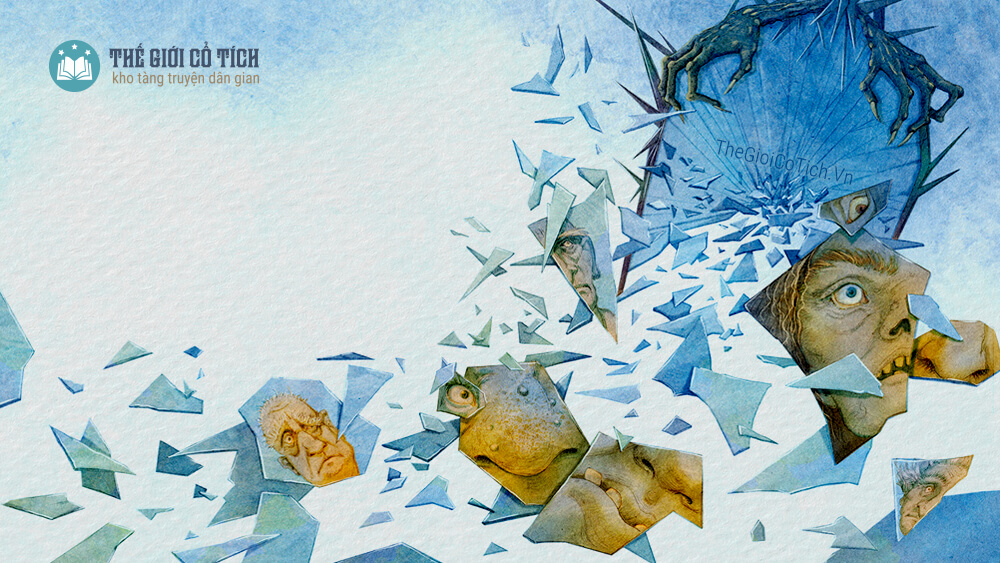 THẾ GIỚI CỔ TÍCH
kho tàng truyện dân gian
TheGioiCoTich.Vn